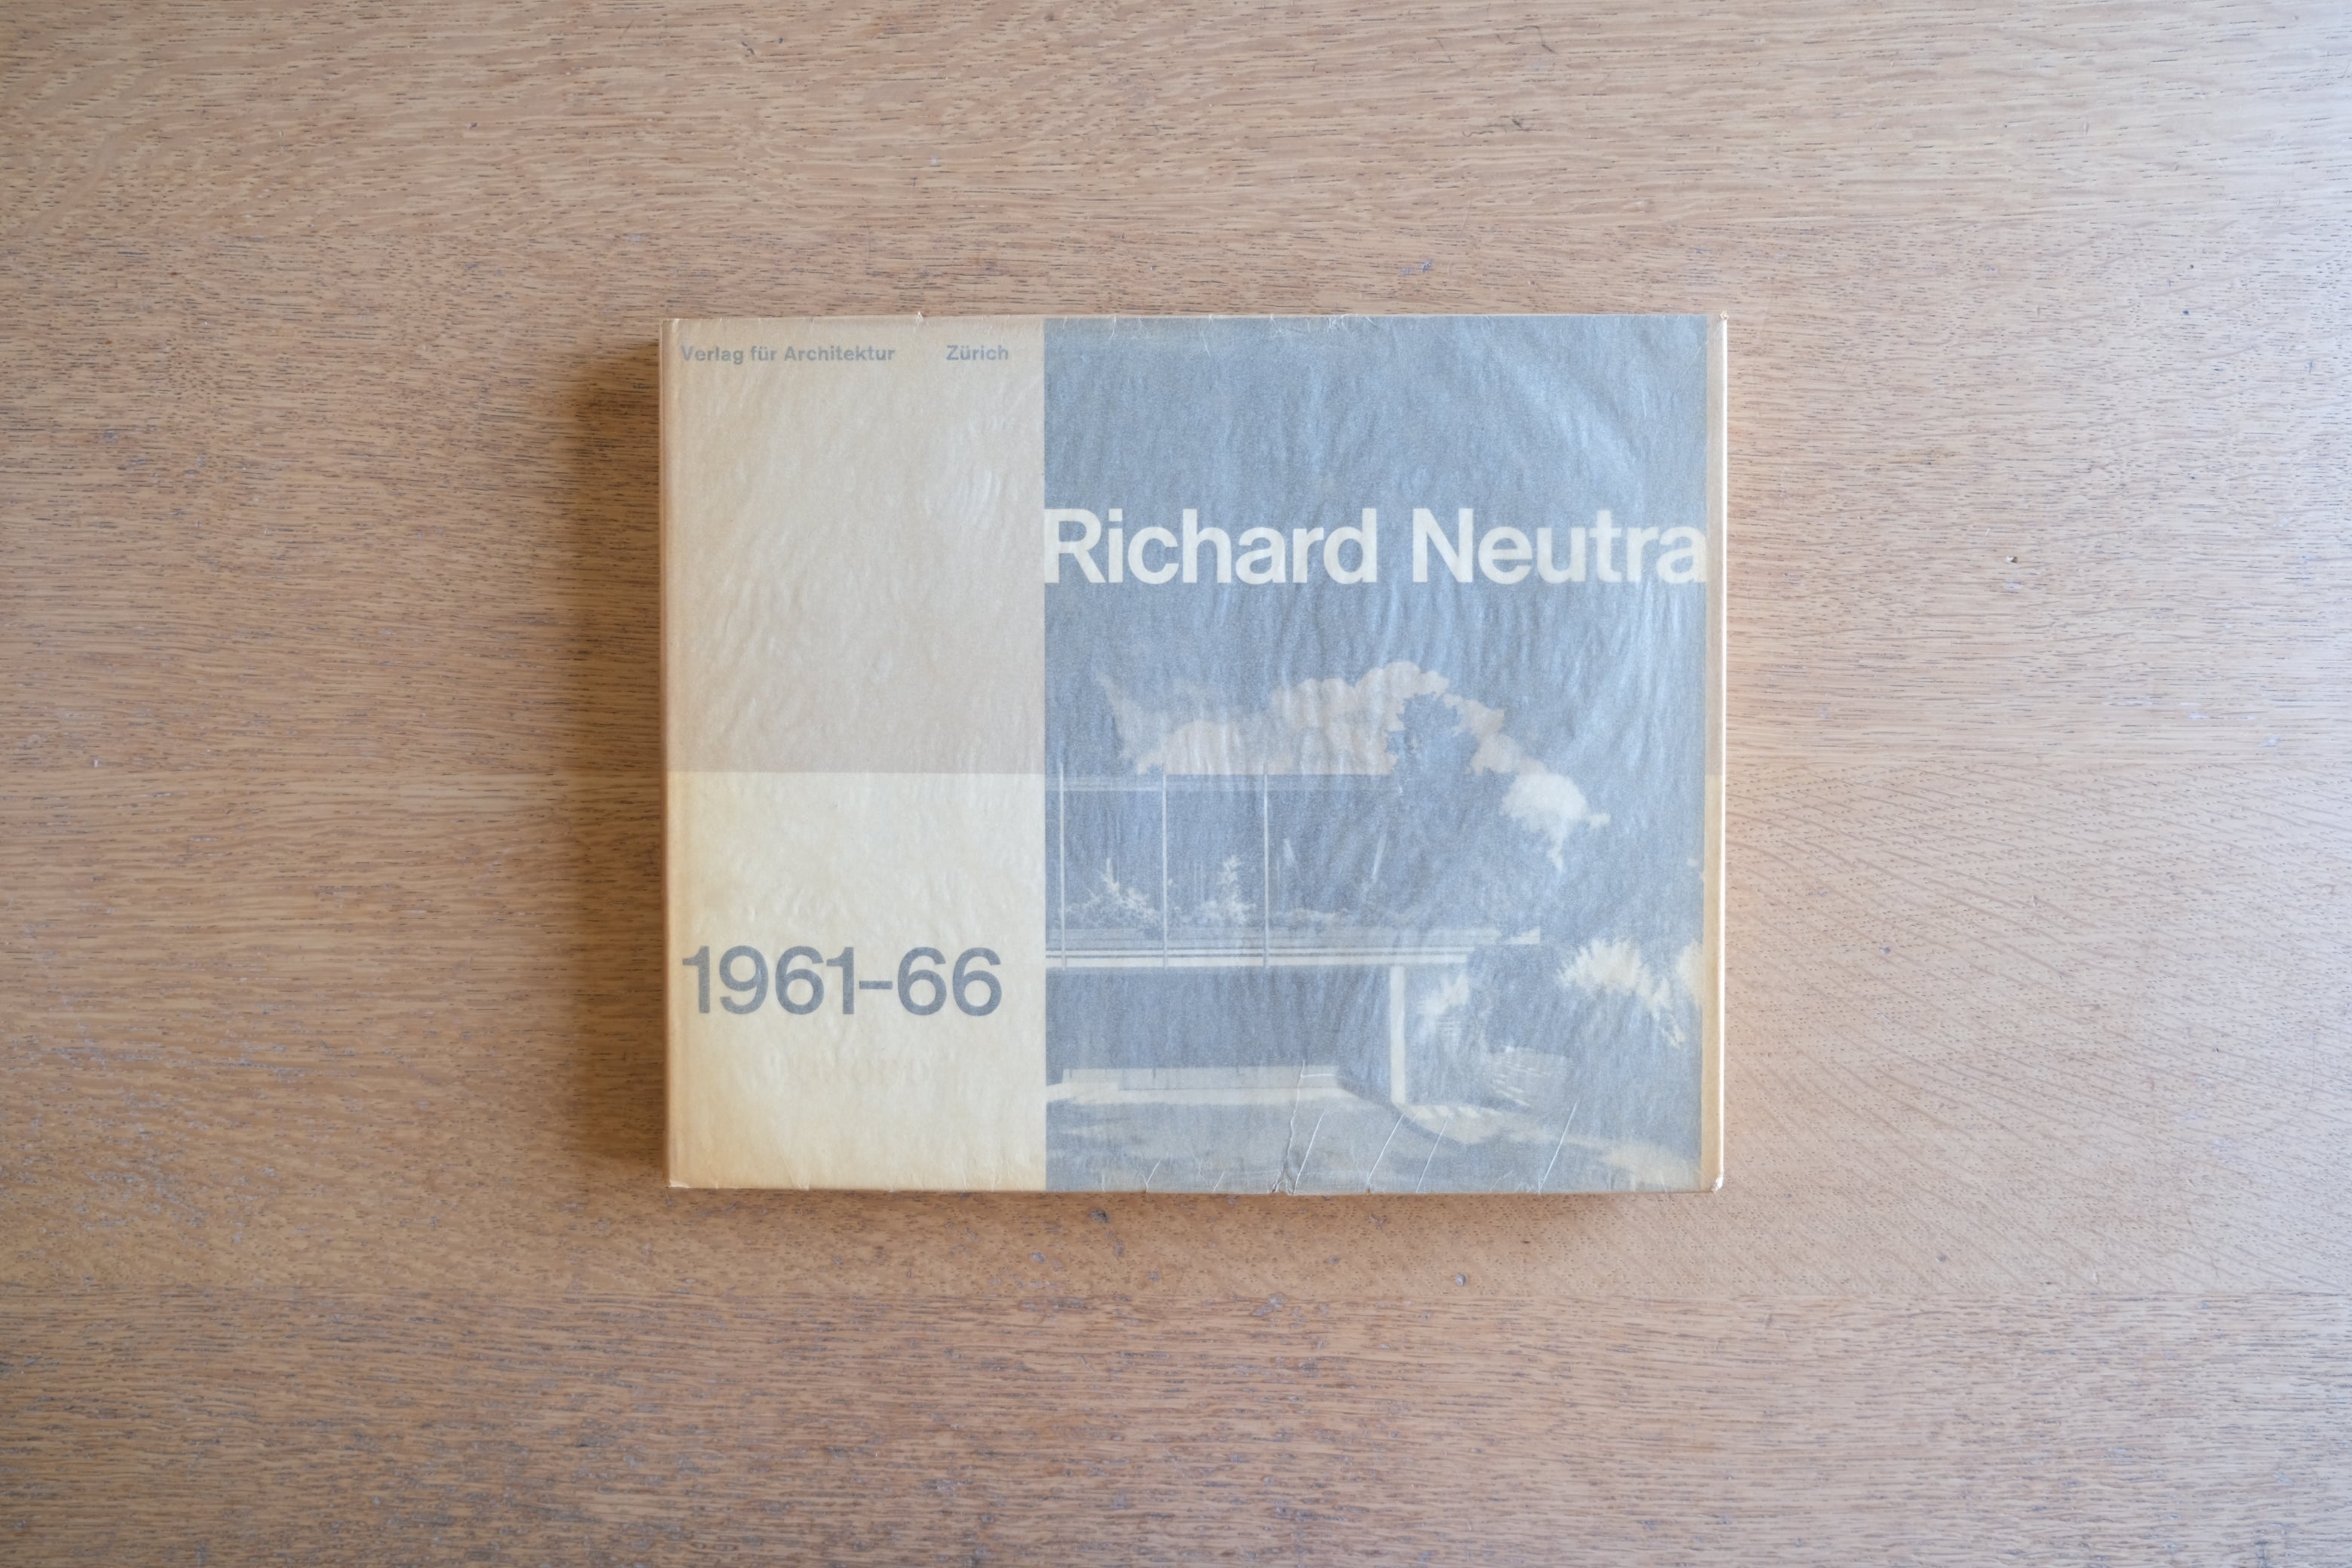 Verlag für Architektur Zürich
Richard Neutra
1961-66